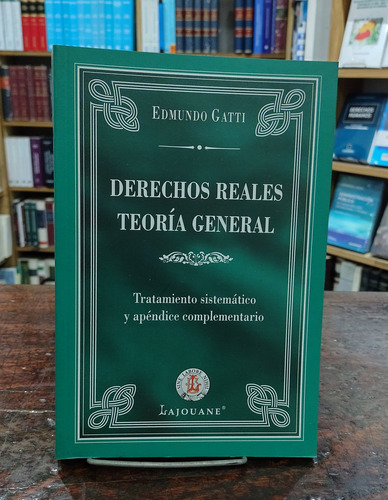 EDMUNDO GATTI
DERECHOS REALES
TEORÍA GENERAL
Tratamiento sistemático
y apéndice complementario
LAJOUANE®